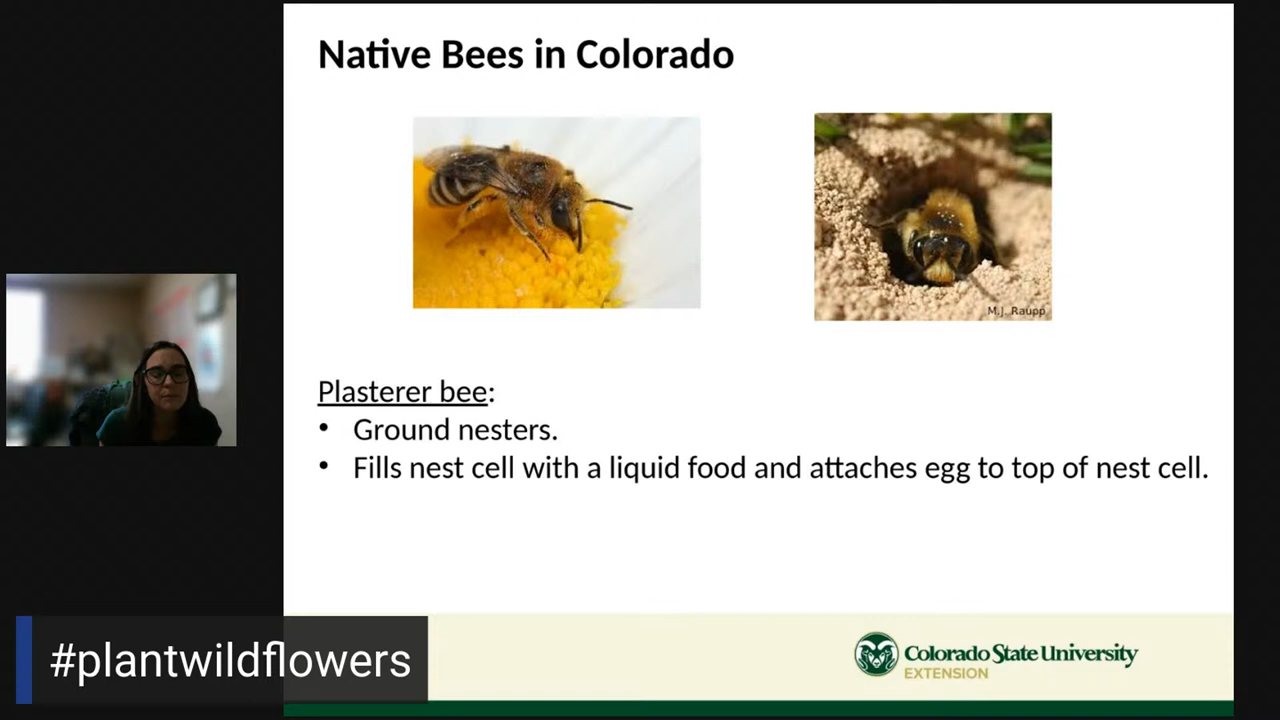 Native Bees in Colorado
M.J. Raupp
Plasterer bee:
• Ground nesters.
• Fills nest cell with a liquid food and attaches egg to top of nest cell.
#plantwildflowers
Colorado State University
EXTENSION